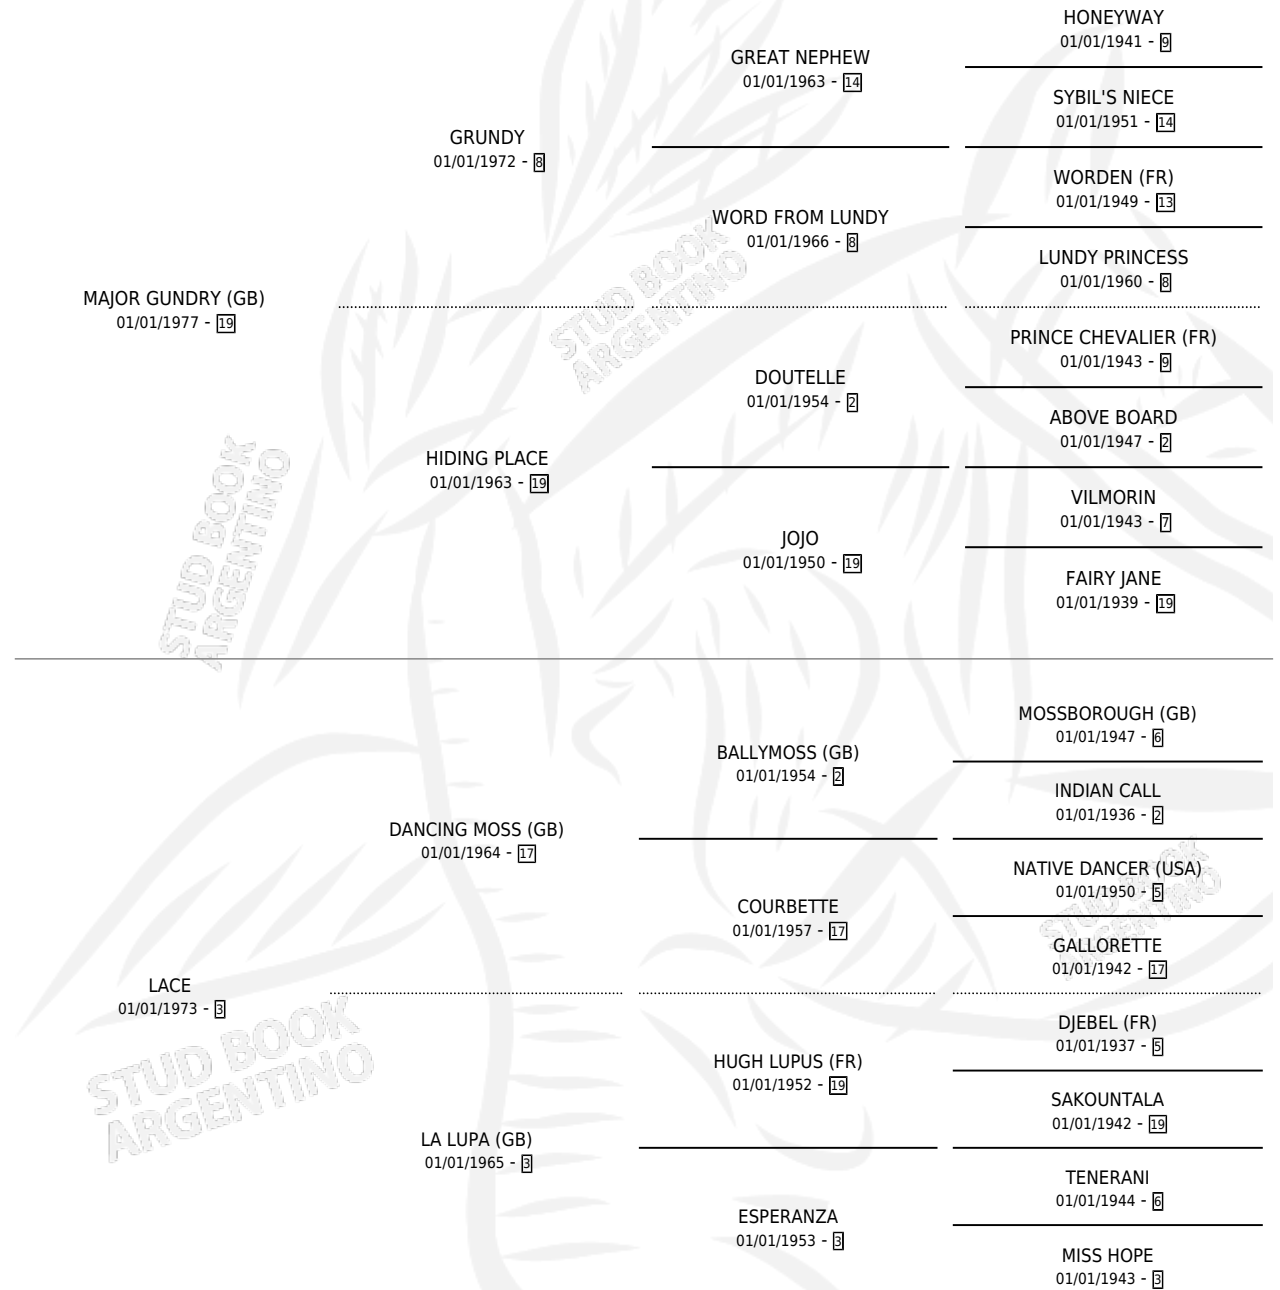 HONEYWAY
01/01/1941 - 9
GREAT NEPHEW
01/01/1963 - 14
SYBIL'S NIECE
01/01/1951 - 14
GRUNDY
01/01/1972 - 8
WORDEN (FR)
01/01/1949 - 13
WORD FROM LUNDY
01/01/1966 - 8
LUNDY PRINCESS
01/01/1960 - 8
MAJOR GUNDRY (GB)
01/01/1977 - 19
PRINCE CHEVALIER (FR)
01/01/1943 - 9
DOUTELLE
01/01/1954 - 2
ABOVE BOARD
01/01/1947 - 2
HIDING PLACE
01/01/1963 - 19
VILMORIN
01/01/1943 - 7
JOJO
01/01/1950 - 19
FAIRY JANE
01/01/1939 - 19
MOSSBOROUGH (GB)
01/01/1947 - 6
BALLYMOSS (GB)
01/01/1954 - 2
INDIAN CALL
01/01/1936 - 2
DANCING MOSS (GB)
01/01/1964 - 17
NATIVE DANCER (USA)
01/01/1950 - 5
COURBETTE
01/01/1957 - 17
GALLORETTE
01/01/1942 - 17
LACE
01/01/1973 - 3
DJEBEL (FR)
01/01/1937 - 5
HUGH LUPUS (FR)
01/01/1952 - 19
SAKOUNTALA
01/01/1942 - 19
LA LUPA (GB)
01/01/1965 - 3
TENERANI
01/01/1944 - 6
ESPERANZA
01/01/1953 - 3
MISS HOPE
01/01/1943 - 3
STUD BOOK
ARGENTINO
STUD BOOK
ARGENTINO
STUD BOOK
ARGENTINO
STUD BOOK
ARGENTINO